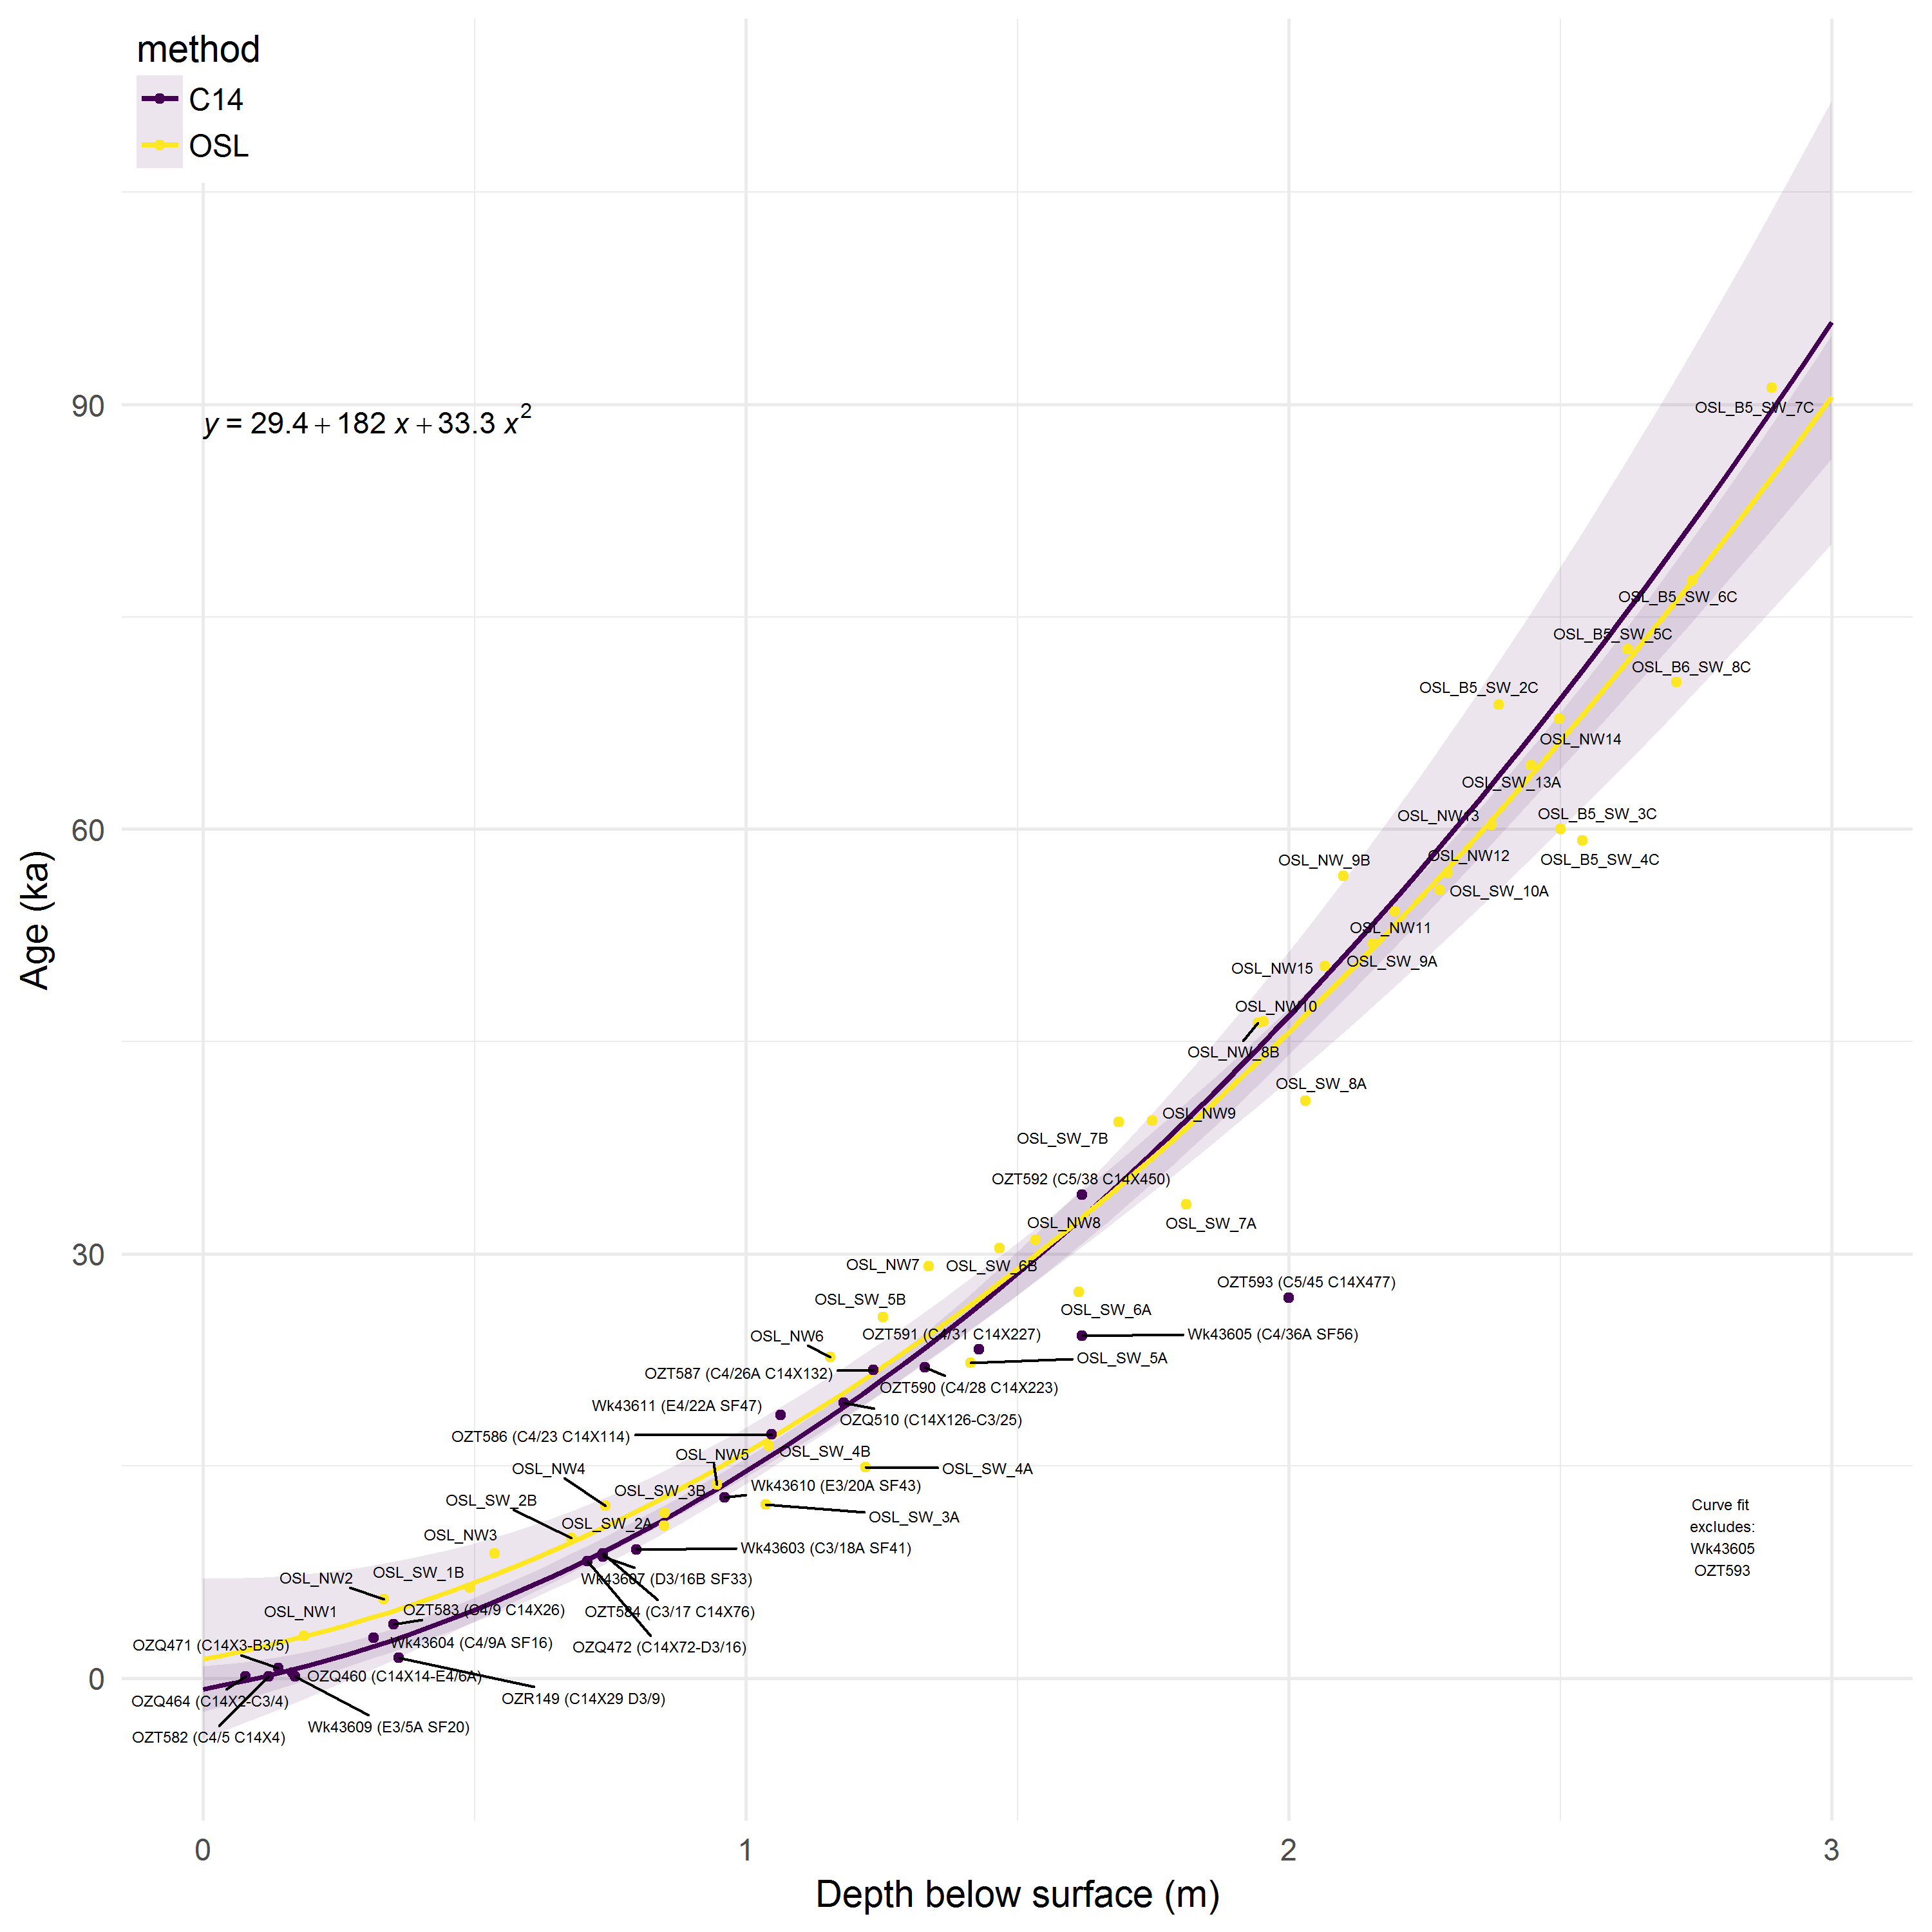 method
C14
OSL
y = 29.4 + 182 x + 33.3 x²
90
60
30
0
Age (ka)
0
1
2
3
Depth below surface (m)
OSL_B5_SW_7C
OSL_B5_SW_6C
OSL_B5_SW_5C
OSL_B6_SW_8C
OSL_B5_SW_2C
OSL_NW14
OSL_SW_13A
OSL_NW13
OSL_B5_SW_3C
OSL_NW12
OSL_B5_SW_4C
OSL_NW_9B
OSL_SW_10A
OSL_NW11
OSL_SW_9A
OSL_NW15
OSL_NW10
OSL_NW_8B
OSL_SW_8A
OSL_NW9
OSL_SW_7B
OZT592 (C5/38 C14X450)
OSL_NW8
OSL_SW_7A
OSL_NW7
OSL_SW_6B
OZT593 (C5/45 C14X477)
OSL_SW_5B
OSL_SW_6A
OSL_NW6
OZT591 (C4/31 C14X227)
Wk43605 (C4/36A SF56)
OSL_SW_5A
OZT587 (C4/26A C14X132)
OZT590 (C4/28 C14X223)
Wk43611 (E4/22A SF47)
OZQ510 (C14X126-C3/25)
OZT586 (C4/23 C14X114)
OSL_SW_4B
OSL_NW5
OSL_NW4
OSL_SW_4A
OSL_SW_3B
Wk43610 (E3/20A SF43)
OSL_SW_2B
OSL_SW_3A
OSL_SW_2A
OSL_NW3
Wk43603 (C3/18A SF41)
OSL_SW_1B
OSL_NW2
Wk43607 (D3/16B SF33)
OSL_NW1
OZT583 (C4/9 C14X26)
OZT584 (C3/17 C14X76)
OZQ471 (C14X3-B3/5)
Wk43604 (C4/9A SF16)
OZQ472 (C14X72-D3/16)
OZQ460 (C14X14-E4/6A)
OZQ464 (C14X2-C3/4)
OZR149 (C14X29 D3/9)
Wk43609 (E3/5A SF20)
OZT582 (C4/5 C14X4)
Curve fit
excludes:
Wk43605
OZT593